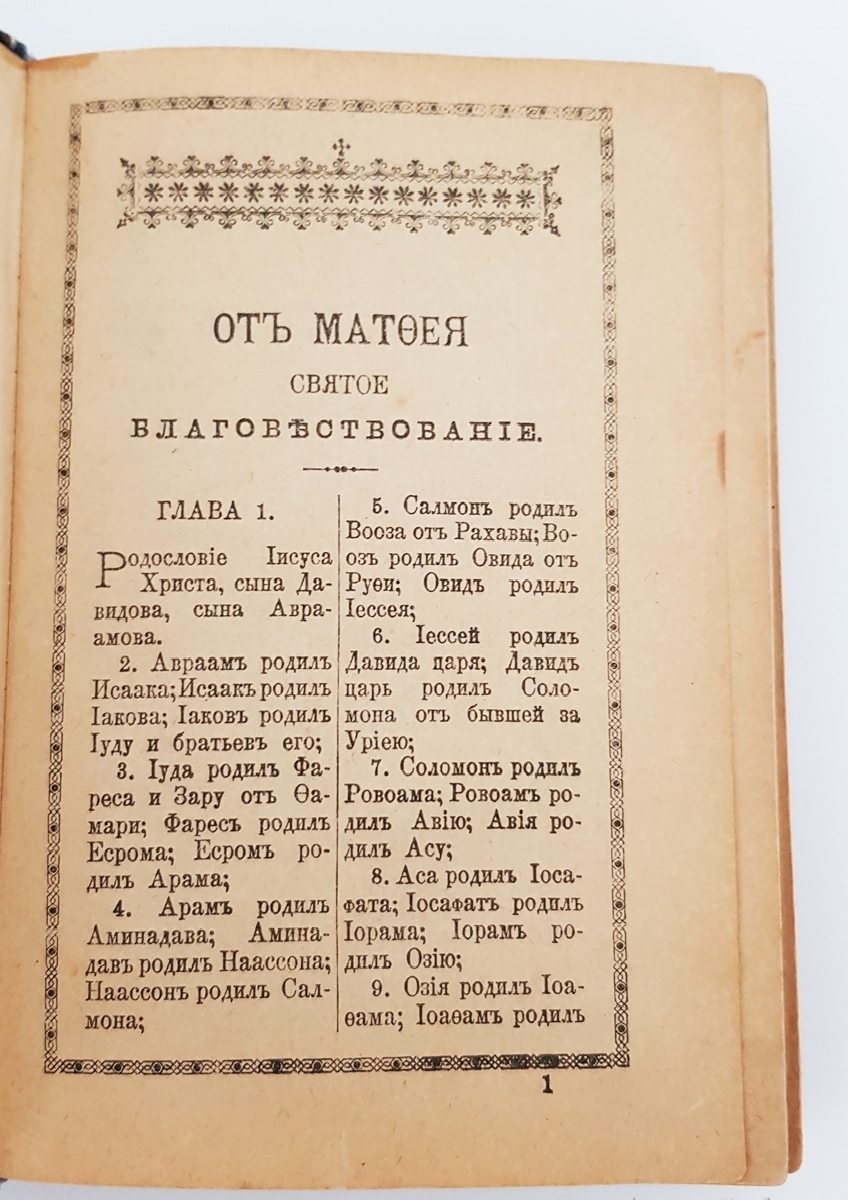 ОТЪ МАТѲЕЯ
СВЯТОЕ
БЛАГОВѢСТВОВАНІЕ.
ГЛАВА 1.
Родословіе Іисуса
Христа, сына Да-
видова, сына Авра-
амова.
2. Авраамъ родилъ
Исаака; Исаакъ родилъ
Іакова; Іаковъ родилъ
Іуду и братьевъ его;
3. Іуда родилъ Фа-
реса и Зару отъ Ѳа-
мари; Фаресъ родилъ
Есрома; Есромъ ро-
дилъ Арама;
4. Арамъ родилъ
Аминадава; Амина-
давъ родилъ Наассона;
Наассонъ родилъ Сал-
мона;
5. Салмонъ родилъ
Вооза отъ Рахавы; Во-
озъ родилъ Овида отъ
Руѳи; Овидъ родилъ
Іессея;
6. Іессей родилъ
Давида царя; Давидъ
царь родилъ Соло-
мона отъ бывшей за
Уріею;
7. Соломонъ родилъ
Ровоама; Ровоамъ ро-
дилъ Авію; Авія ро-
дилъ Асу;
8. Аса родилъ Іоса-
фата; Іосафатъ родилъ
Іорама; Іорамъ ро-
дилъ Озію;
9. Озія родилъ Іоа-
ѳама; Іоаѳамъ родилъ
1